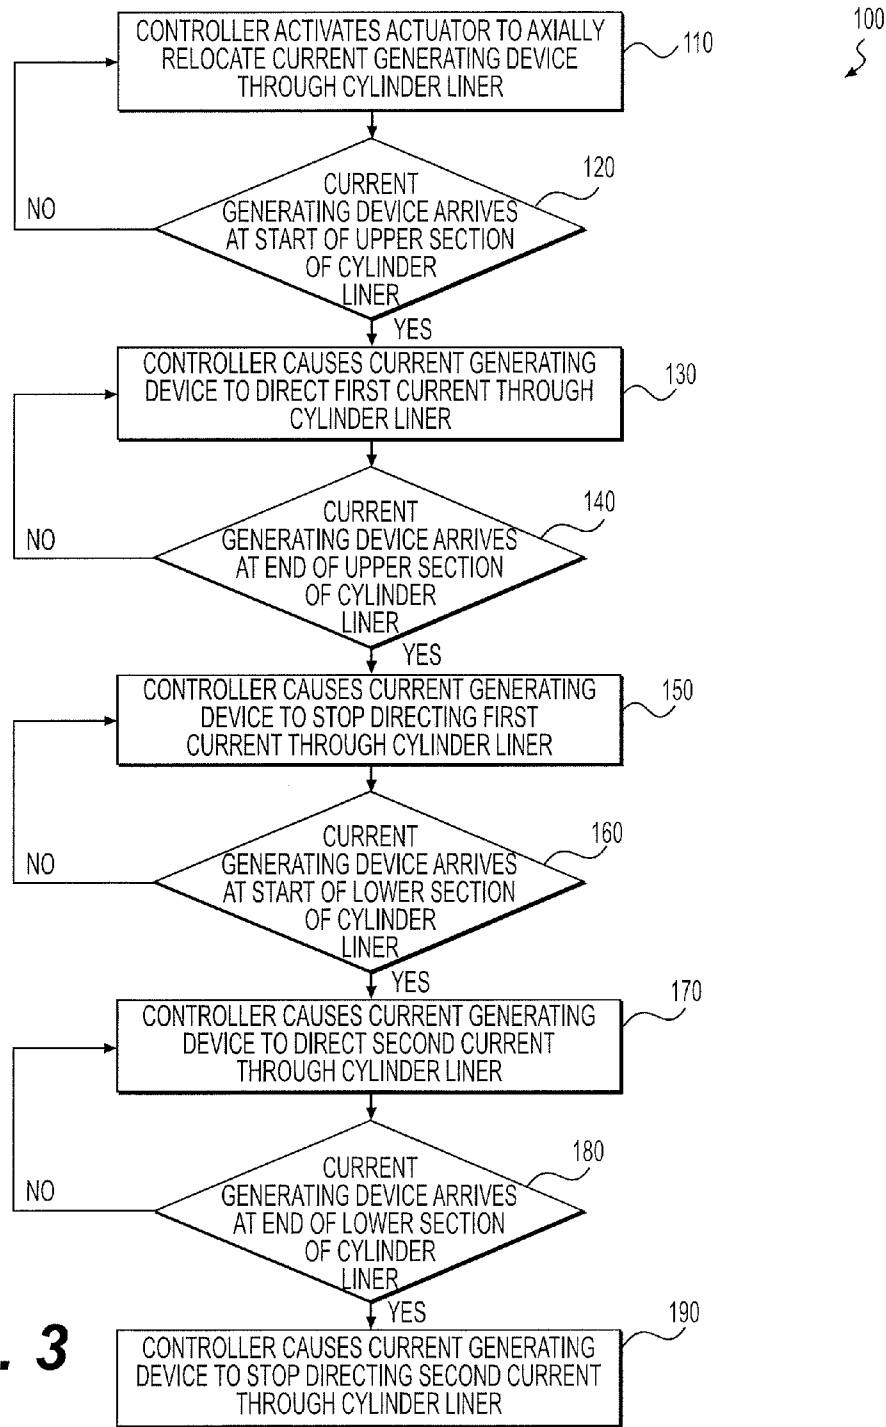 100
CONTROLLER ACTIVATES ACTUATOR TO AXIALLY
RELOCATE CURRENT GENERATING DEVICE
THROUGH CYLINDER LINER
110
CURRENT
GENERATING DEVICE ARRIVES
AT START OF UPPER SECTION
OF CYLINDER
LINER
120
NO
YES
CONTROLLER CAUSES CURRENT GENERATING
DEVICE TO DIRECT FIRST CURRENT THROUGH
CYLINDER LINER
130
CURRENT
GENERATING DEVICE ARRIVES
AT END OF UPPER SECTION
OF CYLINDER
LINER
140
NO
YES
CONTROLLER CAUSES CURRENT GENERATING
DEVICE TO STOP DIRECTING FIRST
CURRENT THROUGH CYLINDER LINER
150
CURRENT
GENERATING DEVICE ARRIVES
AT START OF LOWER SECTION
OF CYLINDER
LINER
160
NO
YES
CONTROLLER CAUSES CURRENT GENERATING
DEVICE TO DIRECT SECOND CURRENT
THROUGH CYLINDER LINER
170
CURRENT
GENERATING DEVICE ARRIVES
AT END OF LOWER SECTION
OF CYLINDER
LINER
180
NO
YES
CONTROLLER CAUSES CURRENT GENERATING
DEVICE TO STOP DIRECTING SECOND CURRENT
THROUGH CYLINDER LINER
190
. 3